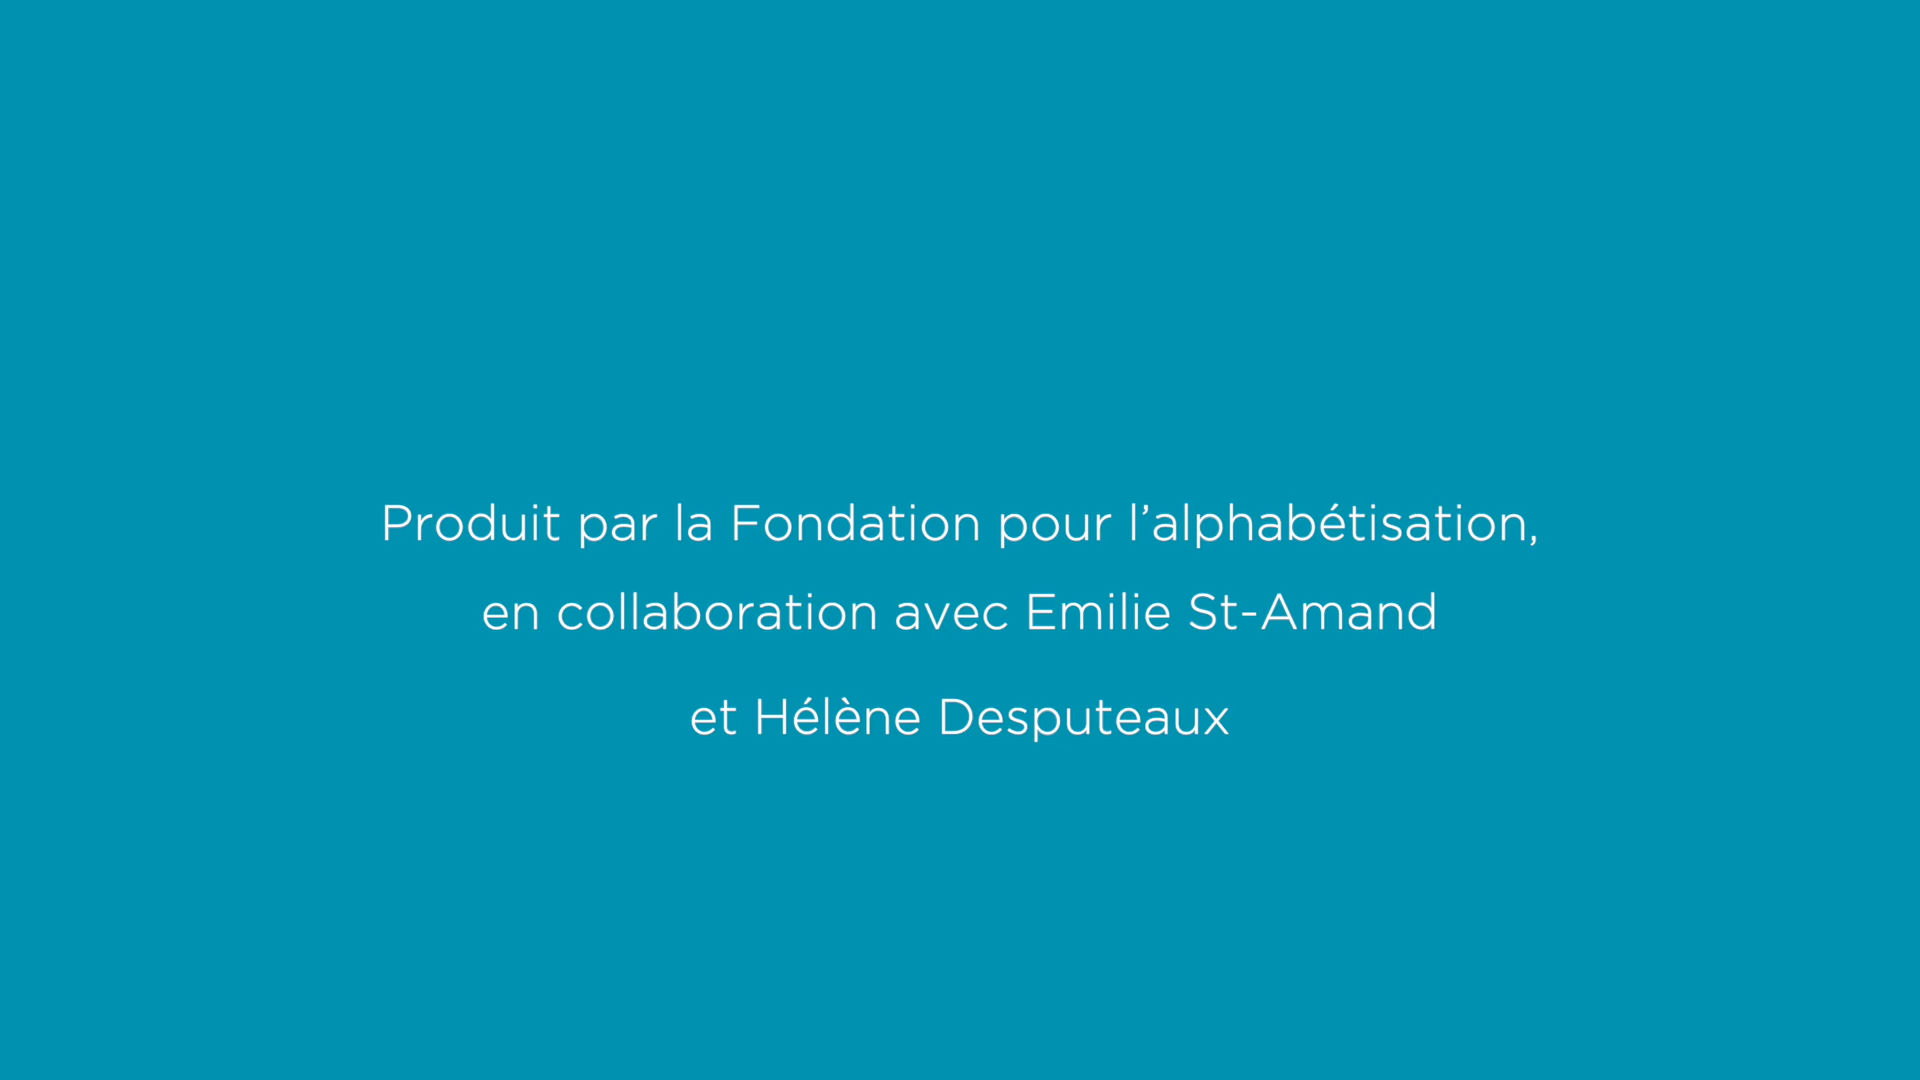 Produit par la Fondation pour l’alphabétisation,
en collaboration avec Emilie St-Amand
et Hélène Desputeaux